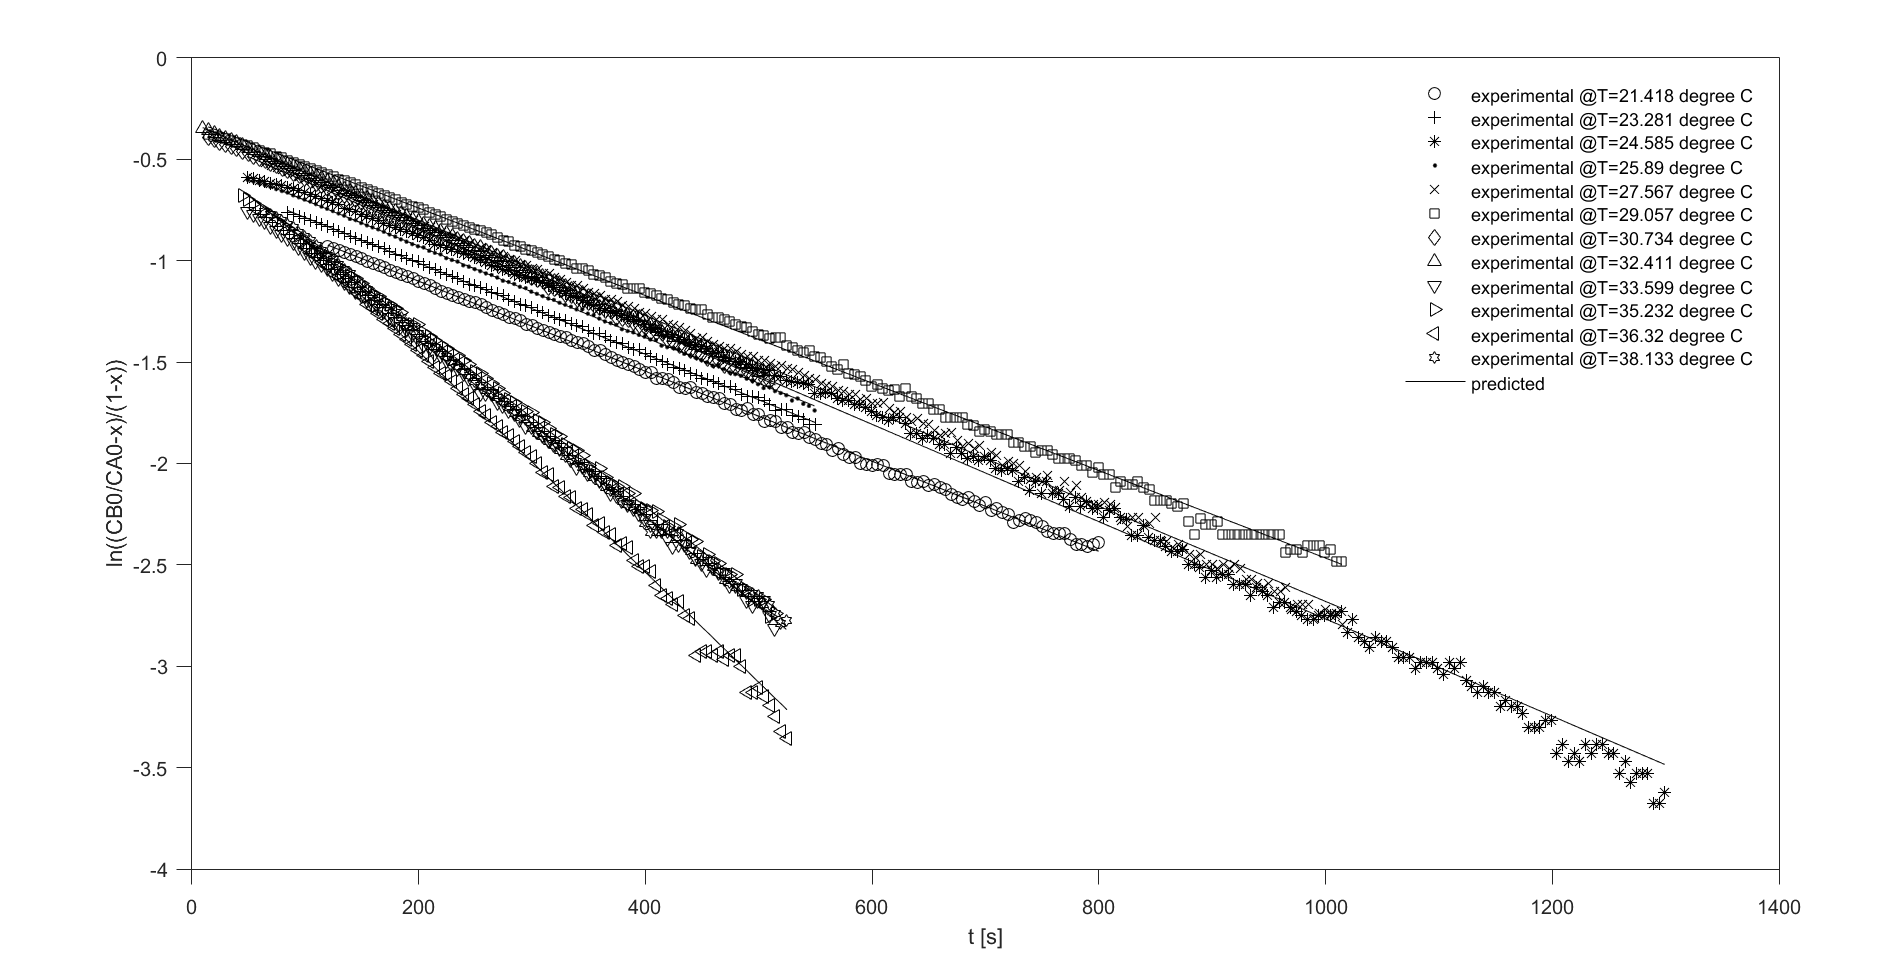 0
-0.5
-1
-1.5
-2
-2.5
-3
-3.5
-4
ln((CB0/CA0-x)/(1-x))
experimental @T=21.418 degree C
experimental @T=23.281 degree C
experimental @T=24.585 degree C
experimental @T=25.89 degree C
experimental @T=27.567 degree C
experimental @T=29.057 degree C
experimental @T=30.734 degree C
experimental @T=32.411 degree C
experimental @T=33.599 degree C
experimental @T=35.232 degree C
experimental @T=36.32 degree C
experimental @T=38.133 degree C
predicted
0 200 400 600 800 1000 1200 1400
t [s]